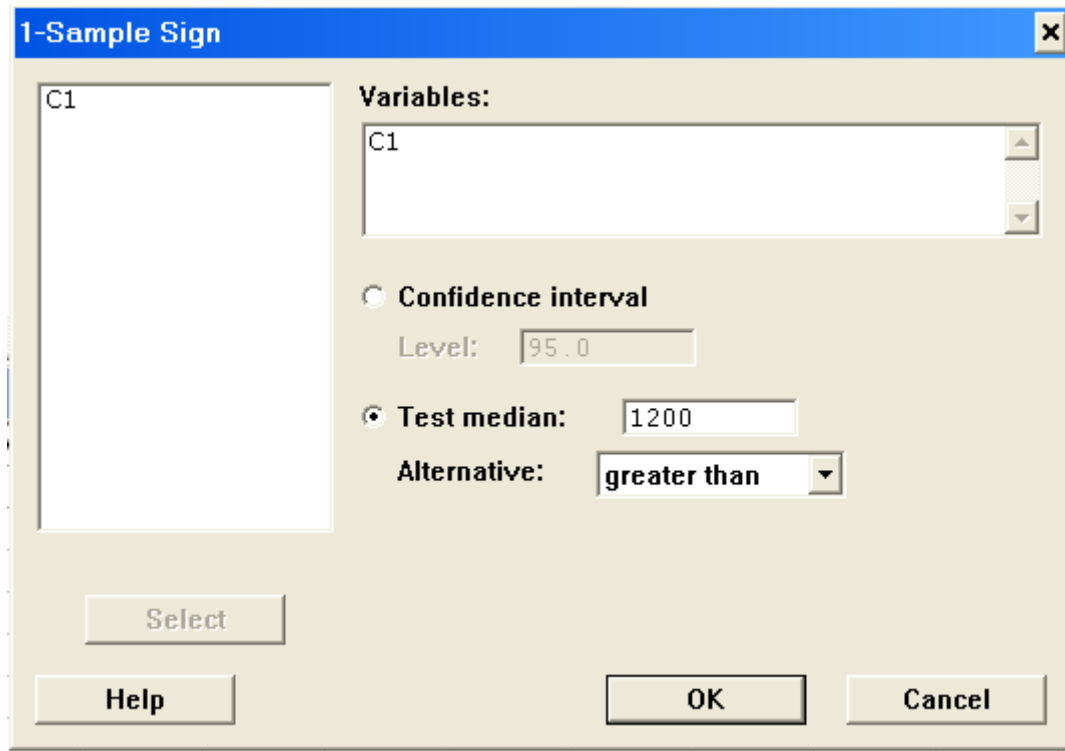 1-Sample Sign
C1
Variables:
C1
Confidence interval
Level: 95.0
Test median: 1200
Alternative: greater than
Select
Help OK Cancel